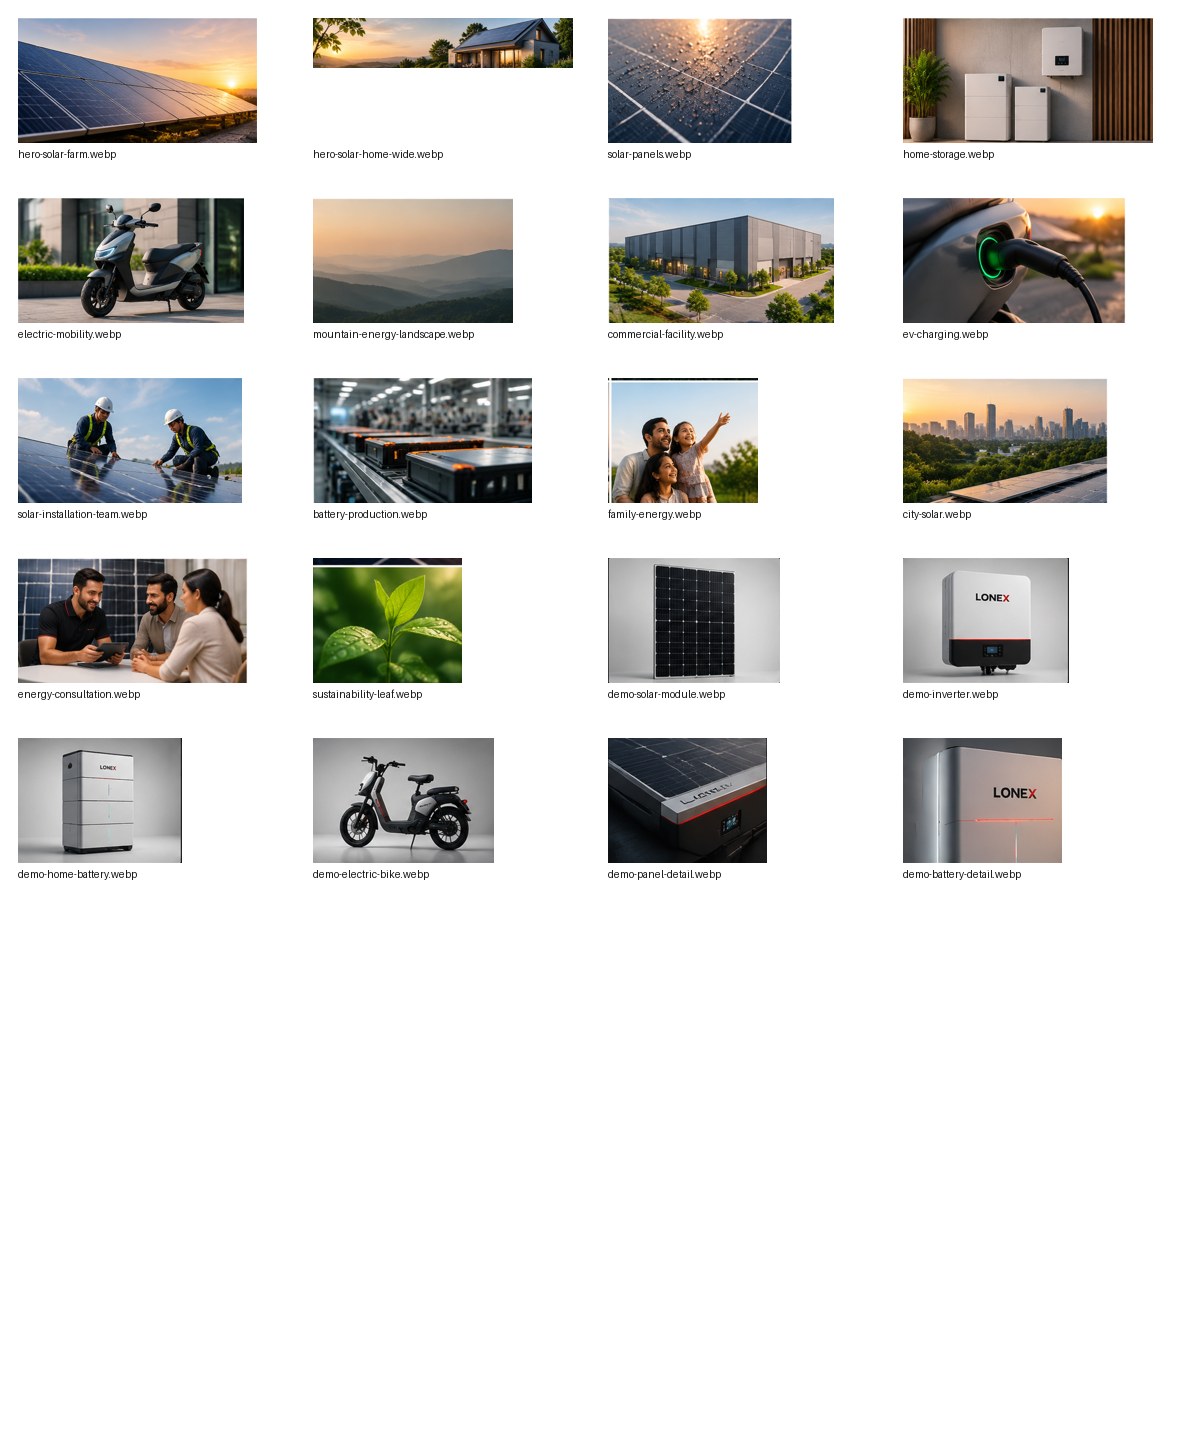 hero-solar-farm.webp
hero-solar-home-wide.webp
solar-panels.webp
home-storage.webp
electric-mobility.webp
mountain-energy-landscape.webp
commercial-facility.webp
ev-charging.webp
solar-installation-team.webp
battery-production.webp
family-energy.webp
city-solar.webp
energy-consultation.webp
sustainability-leaf.webp
demo-solar-module.webp
LONEX
demo-inverter.webp
LONEX
demo-home-battery.webp
demo-electric-bike.webp
demo-panel-detail.webp
LONEX
demo-battery-detail.webp